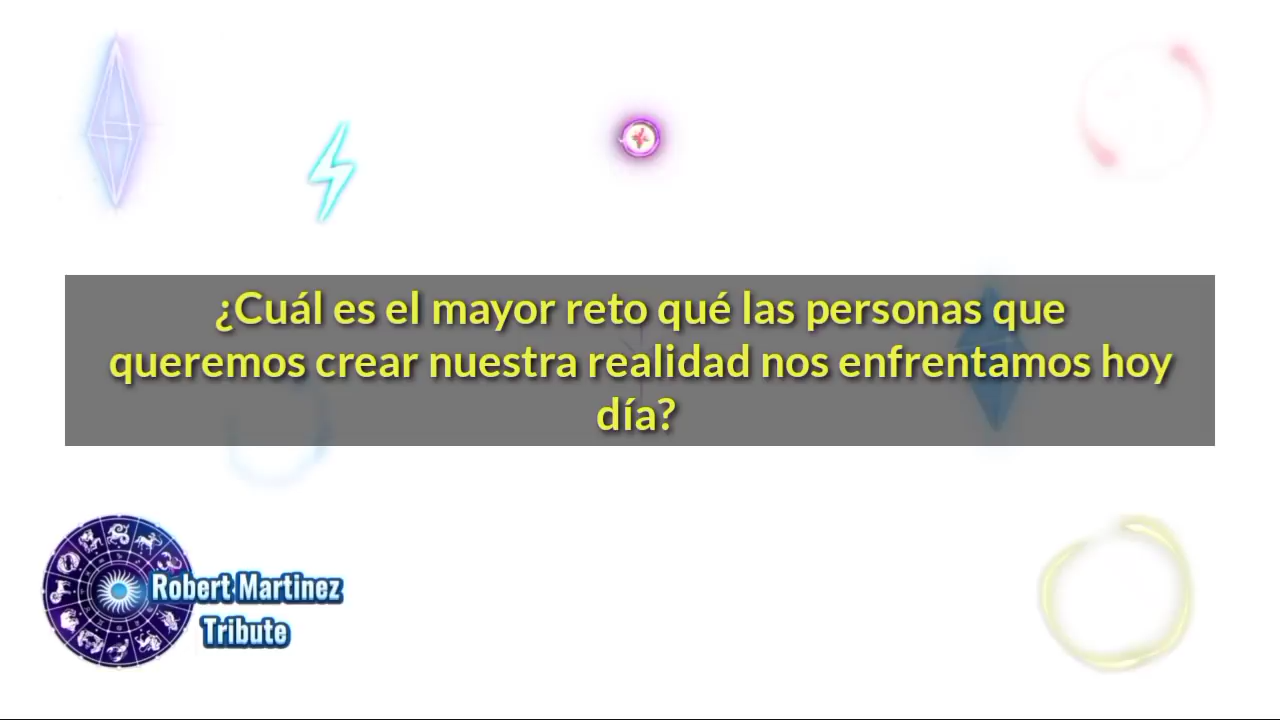 ¿Cuál es el mayor reto qué las personas que
queremos crear nuestra realidad nos enfrentamos hoy
día?
Robert Martinez
Tribute